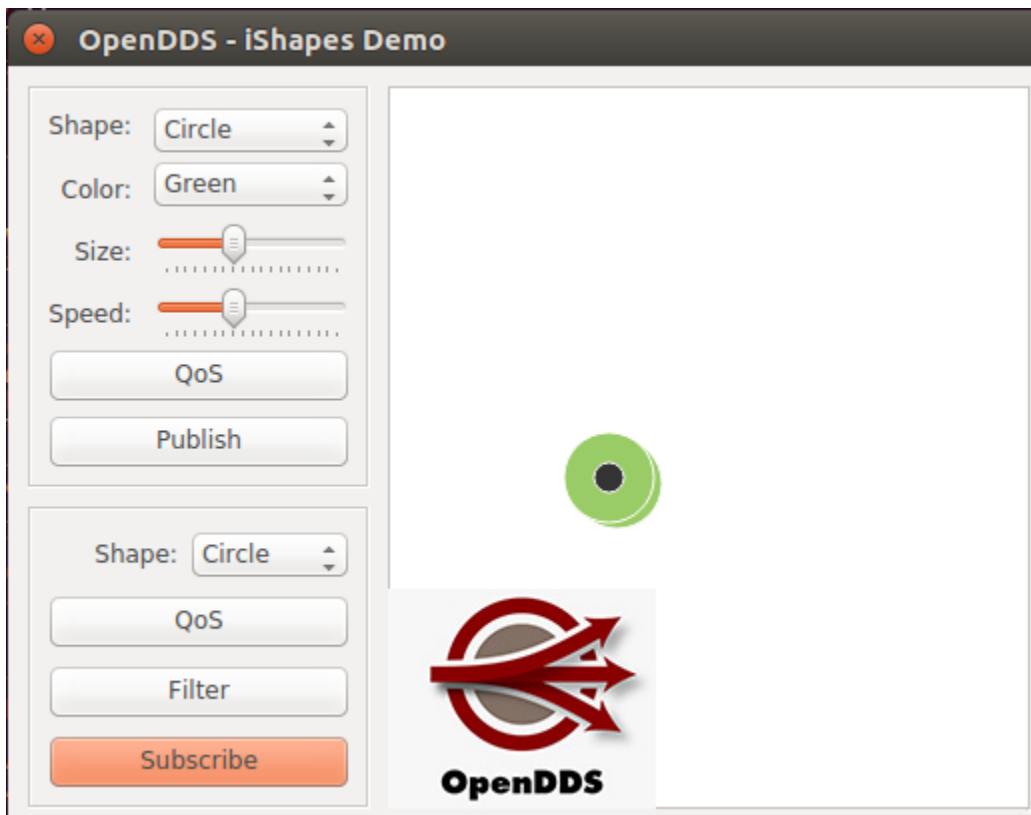 OpenDDS - iShapes Demo
Shape: Circle
Color: Green
Size:
Speed:
QoS
Publish
Shape: Circle
QoS
Filter
Subscribe
OpenDDS